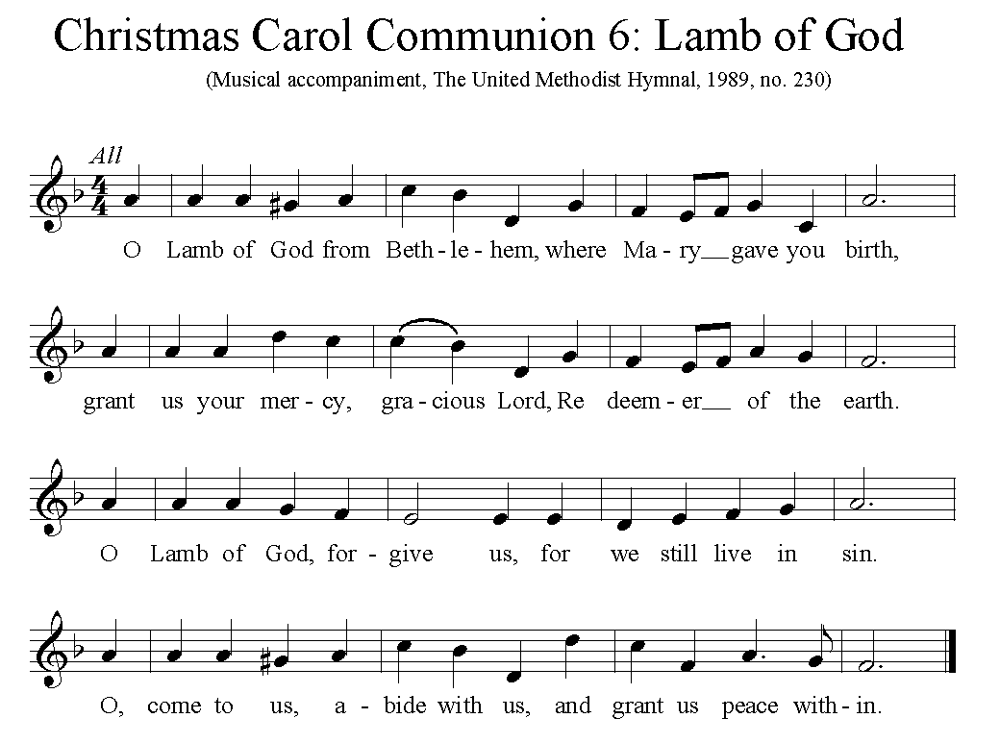 Christmas Carol Communion 6: Lamb of God
(Musical accompaniment, The United Methodist Hymnal, 1989, no. 230)
All
4
4
O Lamb of God from Beth - le - hem, where Ma - ry__ gave you birth,
grant us your mer - cy, gra - cious Lord, Re deem - er__ of the earth.
O Lamb of God, for - give us, for we still live in sin.
O, come to us, a - bide with us, and grant us peace with - in.